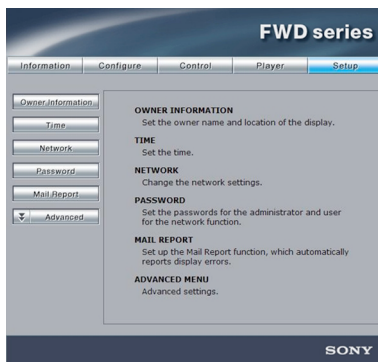 FWD series
Information
Configure
Control
Player
Setup
Owner Information
Time
Network
Password
Mail Report
Advanced
OWNER INFORMATION
Set the owner name and location of the display.
TIME
Set the time.
NETWORK
Change the network settings.
PASSWORD
Set the passwords for the administrator and user
for the network function.
MAIL REPORT
Set up the Mail Report function, which automatically
reports display errors.
ADVANCED MENU
Advanced settings.
SONY